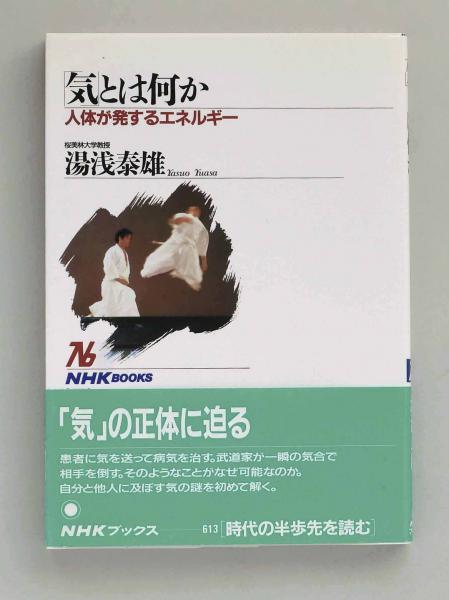 「気」とは何か
人体が発するエネルギー
桜美林大学教授
湯浅泰雄 Yasuo Yuasa
NHK BOOKS
「気」の正体に迫る
患者に気を送って病気を治す。武道家が一瞬の気合で
相手を倒す。そのようなことがなぜ可能なのか。
自分と他人に及ぼす気の謎を初めて解く。
NHKブックス 613 [時代の半歩先を読む]